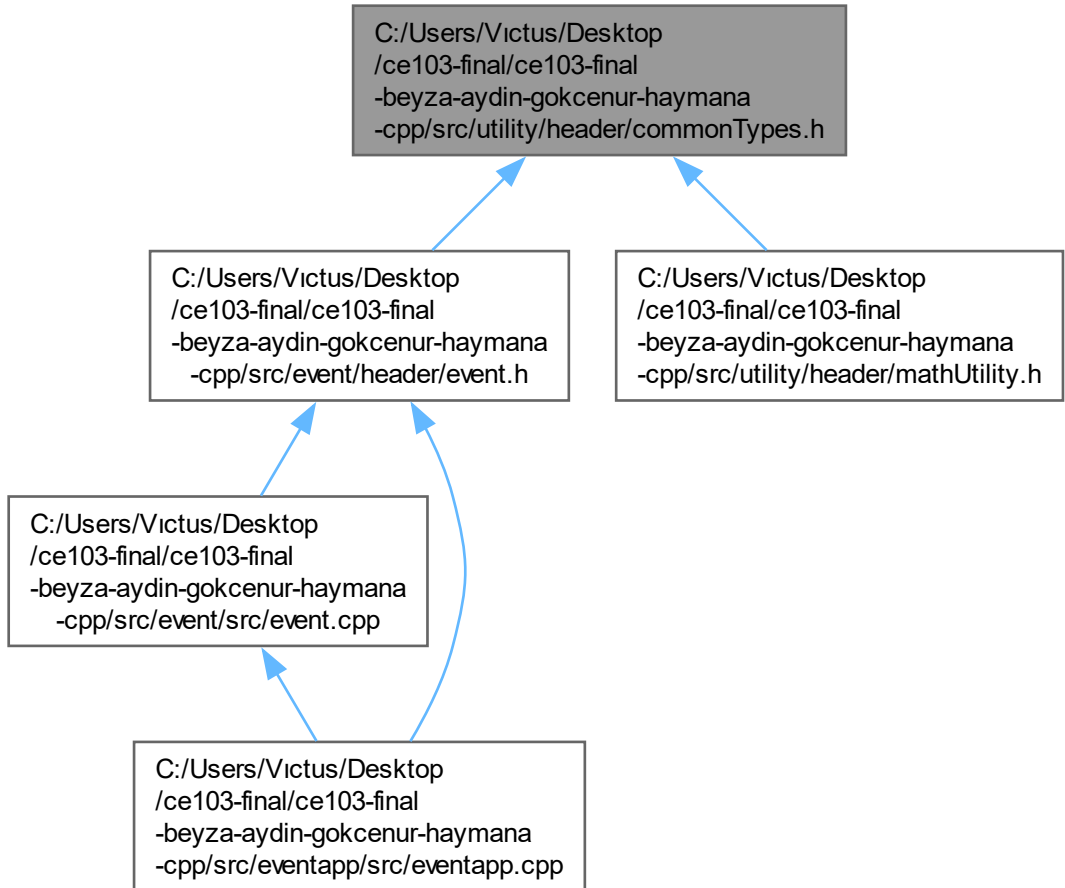 C:/Users/Vıctus/Desktop
/ce103-final/ce103-final
-beyza-aydin-gokcenur-haymana
-cpp/src/utility/header/commonTypes.h
C:/Users/Vıctus/Desktop
/ce103-final/ce103-final
-beyza-aydin-gokcenur-haymana
-cpp/src/event/header/event.h
C:/Users/Vıctus/Desktop
/ce103-final/ce103-final
-beyza-aydin-gokcenur-haymana
-cpp/src/utility/header/mathUtility.h
C:/Users/Vıctus/Desktop
/ce103-final/ce103-final
-beyza-aydin-gokcenur-haymana
-cpp/src/event/src/event.cpp
C:/Users/Vıctus/Desktop
/ce103-final/ce103-final
-beyza-aydin-gokcenur-haymana
-cpp/src/eventapp/src/eventapp.cpp